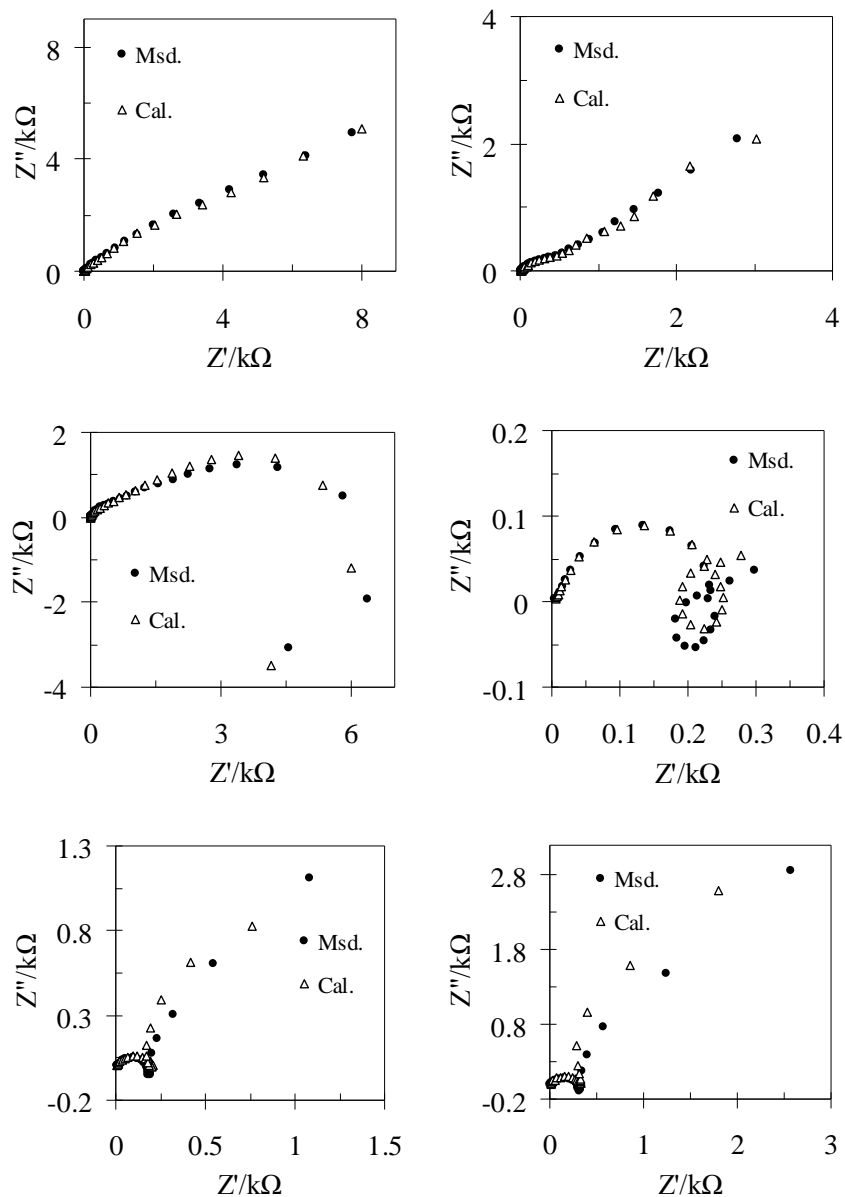 Z"/kΩ
8
4
0
● Msd.
△ Cal.
0 4 8
Z'/kΩ
Z"/kΩ
4
2
0
● Msd.
△ Cal.
0 2 4
Z'/kΩ
Z"/kΩ
2
0
-2
-4
● Msd.
△ Cal.
0 3 6
Z'/kΩ
Z"/kΩ
0.2
0.1
0
-0.1
● Msd.
△ Cal.
0 0.1 0.2 0.3 0.4
Z'/kΩ
Z"/kΩ
1.3
0.8
0.3
-0.2
● Msd.
△ Cal.
0 0.5 1 1.5
Z'/kΩ
Z"/kΩ
2.8
1.8
0.8
-0.2
● Msd.
△ Cal.
0 1 2 3
Z'/kΩ